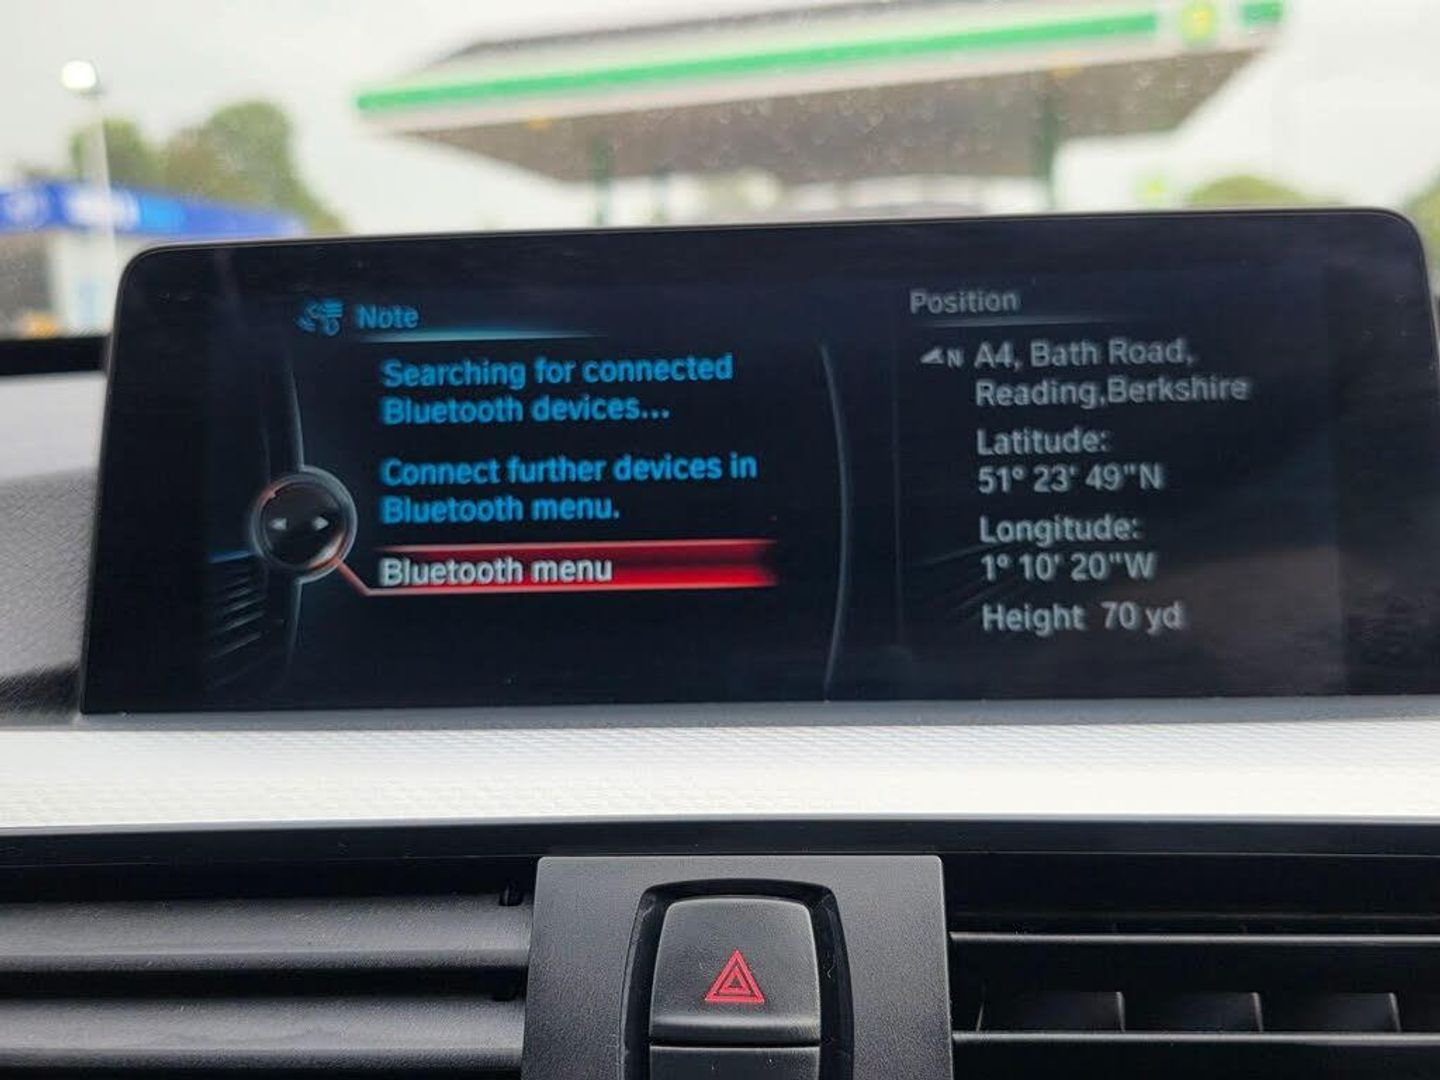 Note
Searching for connected
Bluetooth devices...
Connect further devices in
Bluetooth menu.
Bluetooth menu
Position
N A4, Bath Road,
Reading,Berkshire
Latitude:
51° 23' 49"N
Longitude:
1° 10' 20"W
Height 70 yd